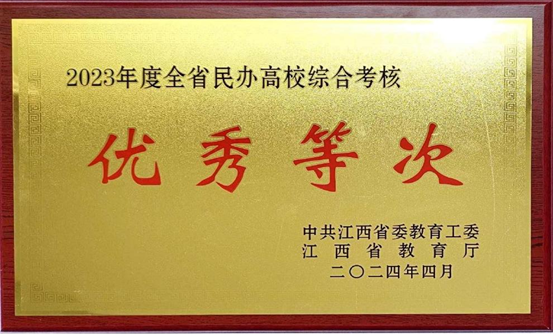 2023年度全省民办高校综合考核
优秀等次
中共江西省委教育工委
江西省教育厅
二〇二四年四月